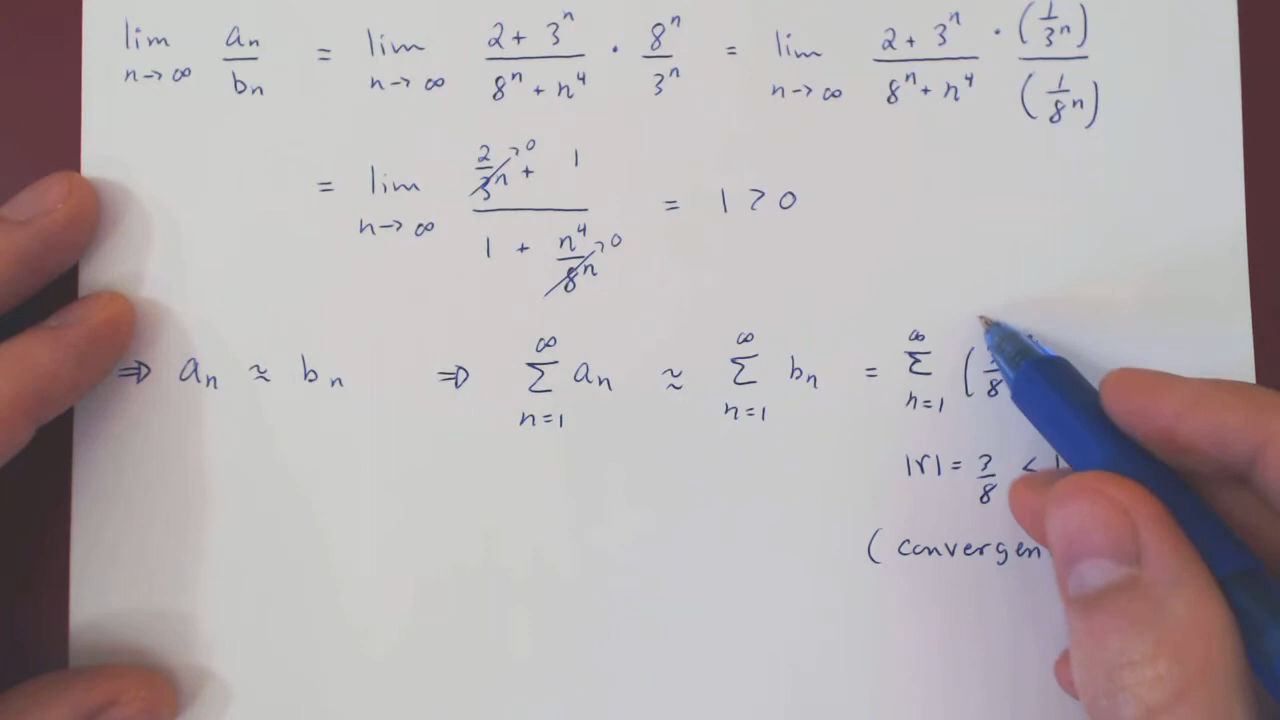 lim n→∞ aₙ/bₙ = lim n→∞ (2 + 3ⁿ)/(8ⁿ + n⁴) · 8ⁿ/3ⁿ = lim n→∞ (2 + 3ⁿ)/(8ⁿ + n⁴) · (1/3ⁿ)/(1/8ⁿ)
= lim n→∞ (2/3ⁿ →0 + 1)/(1 + n⁴/8ⁿ →0) = 1 > 0
⇒ aₙ ≈ bₙ ⇒ ∞ Σ n=1 aₙ ≈ ∞ Σ n=1 bₙ = ∞ Σ n=1 (
|r| = 3/8 < 1
(